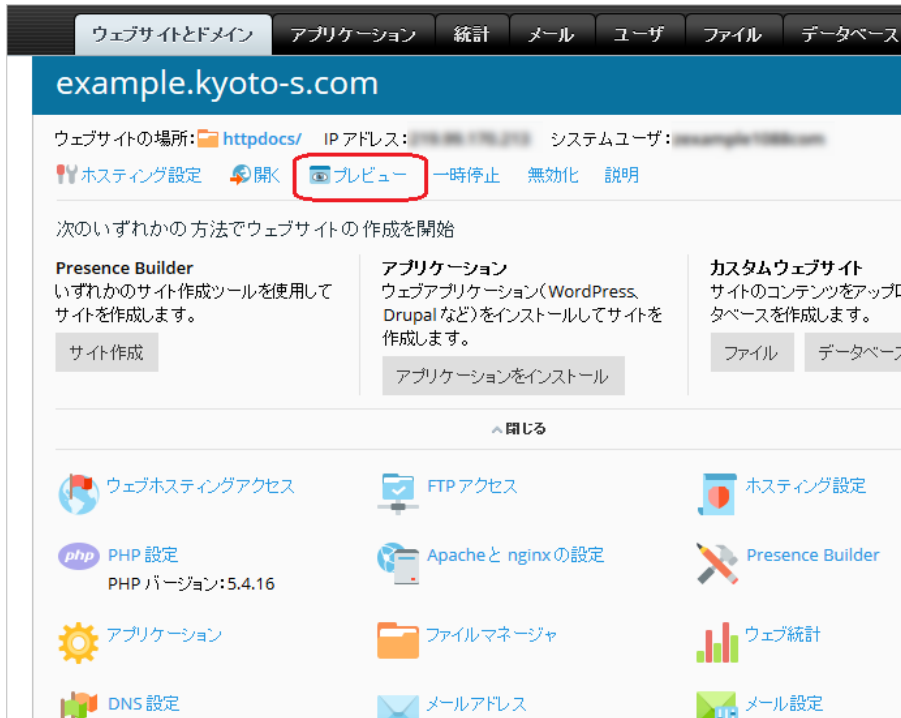 ウェブサイトとドメイン アプリケーション 統計 メール ユーザ ファイル データベース
example.kyoto-s.com
ウェブサイトの場所: httpdocs/ IP アドレス: システムユーザ:
ホスティング設定 開く プレビュー 一時停止 無効化 説明
次のいずれかの方法でウェブサイトの作成を開始
Presence Builder
いずれかのサイト作成ツールを使用して
サイトを作成します。
サイト作成
アプリケーション
ウェブアプリケーション(WordPress、
Drupal など)をインストールしてサイトを
作成します。
アプリケーションをインストール
カスタムウェブサイト
サイトのコンテンツをアップロ
タベースを作成します。
ファイル データベース
閉じる
ウェブホスティングアクセス FTP アクセス ホスティング設定
php PHP 設定 Apache と nginx の設定 Presence Builder
PHP バージョン:5.4.16
アプリケーション ファイルマネージャ ウェブ統計
DNS 設定 メールアドレス メール設定